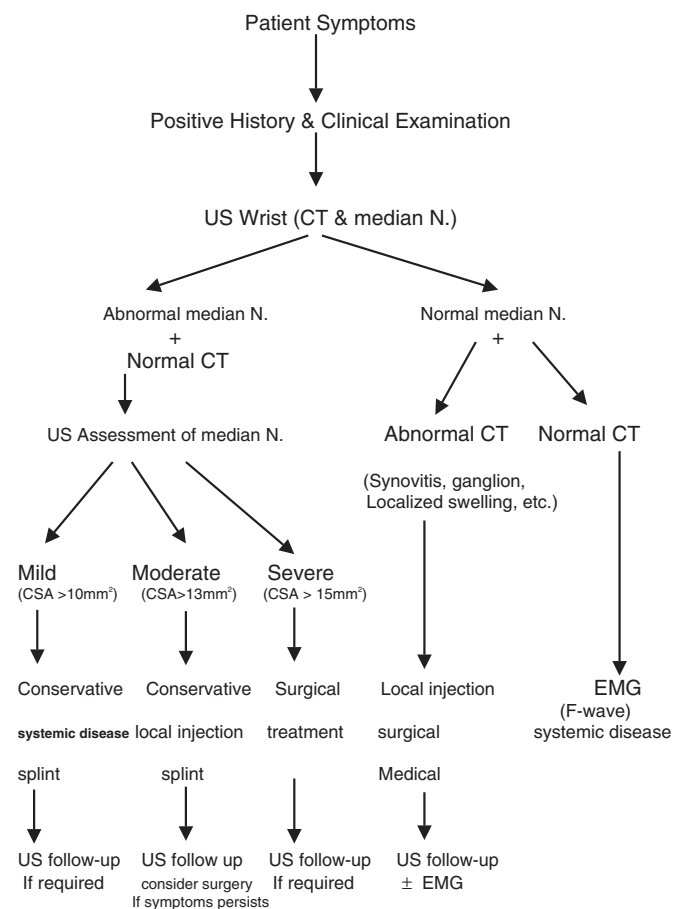 Patient Symptoms
Positive History & Clinical Examination
US Wrist (CT & median N.)
Abnormal median N.
+
Normal CT
Normal median N.
+
US Assessment of median N.
Abnormal CT
Normal CT
(Synovitis, ganglion,
Localized swelling, etc.)
Mild
(CSA >10mm²)
Moderate
(CSA>13mm²)
Severe
(CSA > 15mm²)
Conservative
systemic disease
splint
Conservative
local injection
splint
Surgical
treatment
Local injection
surgical
Medical
EMG
(F-wave)
systemic disease
US follow-up
If required
US follow up
consider surgery
If symptoms persists
US follow-up
If required
US follow-up
± EMG